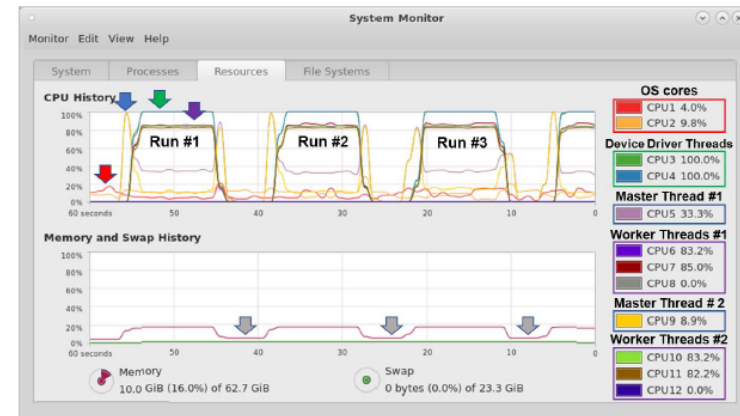 System Monitor
Monitor Edit View Help
System Processes Resources File Systems
CPU History
100%
80%
60%
40%
20%
0%
Run #1 Run #2 Run #3
60 seconds 50 40 30 20 10 0
Memory and Swap History
100%
80%
60%
40%
20%
0%
60 seconds 50 40 30 20 10 0
Memory
10.0 GiB (16.0%) of 62.7 GiB
Swap
0 bytes (0.0%) of 23.3 GiB
OS cores
CPU1 4.0%
CPU2 9.8%
Device Driver Threads
CPU3 100.0%
CPU4 100.0%
Master Thread #1
CPU5 33.3%
Worker Threads #1
CPU6 83.2%
CPU7 85.0%
CPU8 0.0%
Master Thread # 2
CPU9 8.9%
Worker Threads #2
CPU10 83.2%
CPU11 82.2%
CPU12 0.0%